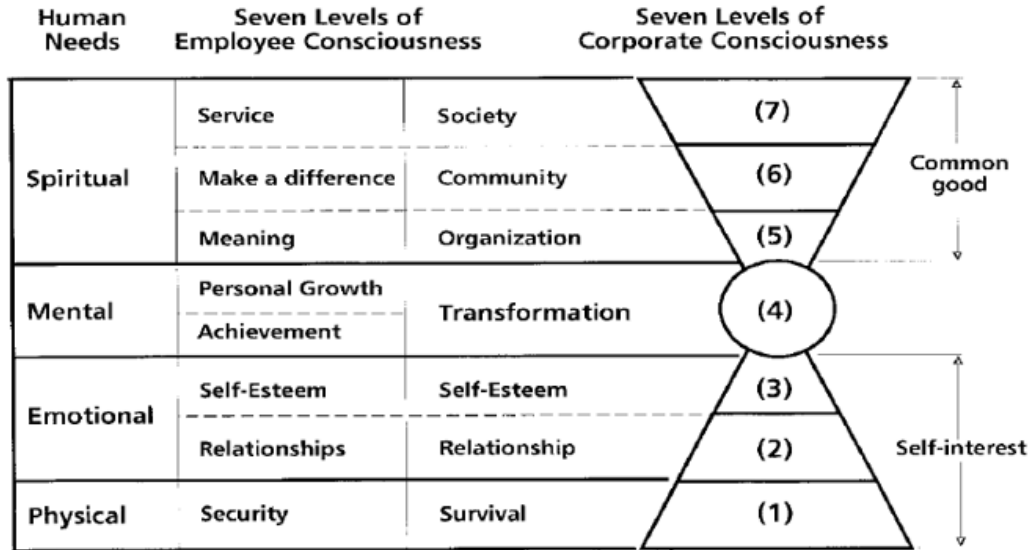 Human Needs
Seven Levels of Employee Consciousness
Seven Levels of Corporate Consciousness
Spiritual
Service
Society
(7)
Make a difference
Community
(6)
Meaning
Organization
(5)
Common good
Mental
Personal Growth
Achievement
Transformation
(4)
Emotional
Self-Esteem
Self-Esteem
(3)
Relationships
Relationship
(2)
Self-interest
Physical
Security
Survival
(1)